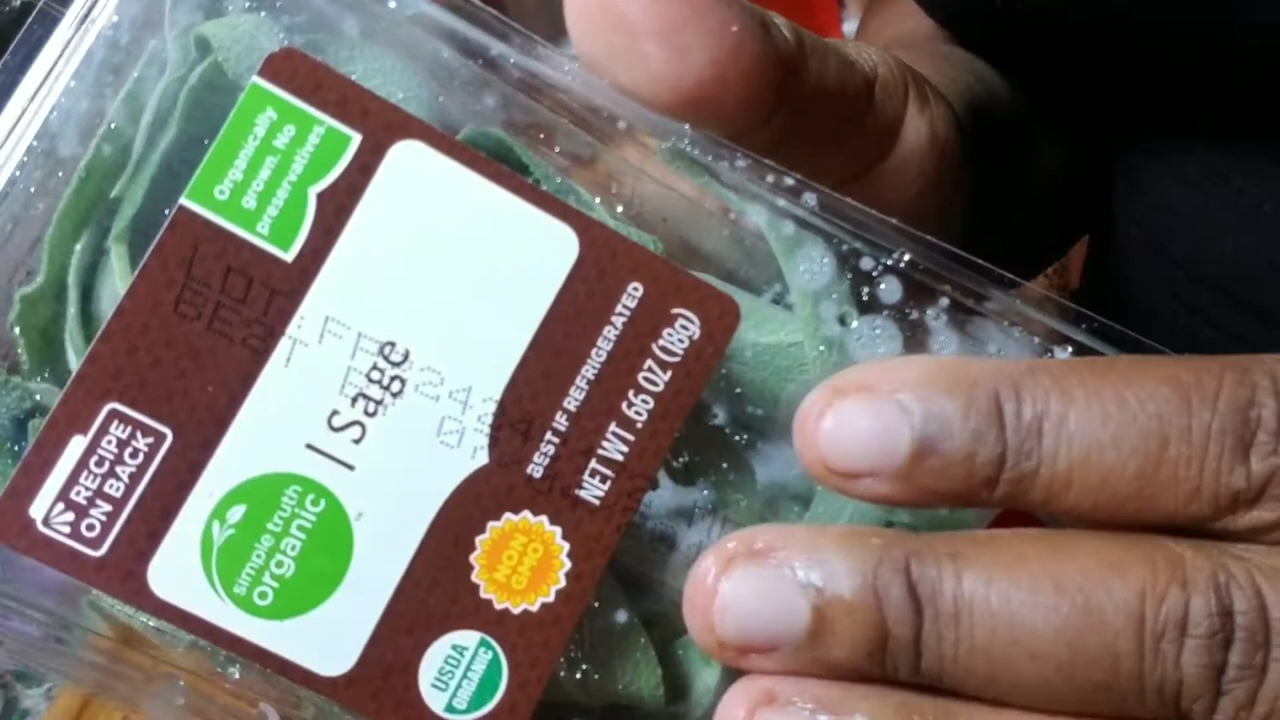 Organically
grown. No
preservatives.
RECIPE
ON BACK
simple truth
organic
™
| Sage
BEST IF REFRIGERATED
NET WT .66 OZ (18g)
NON
GMO
USDA
ORGANIC